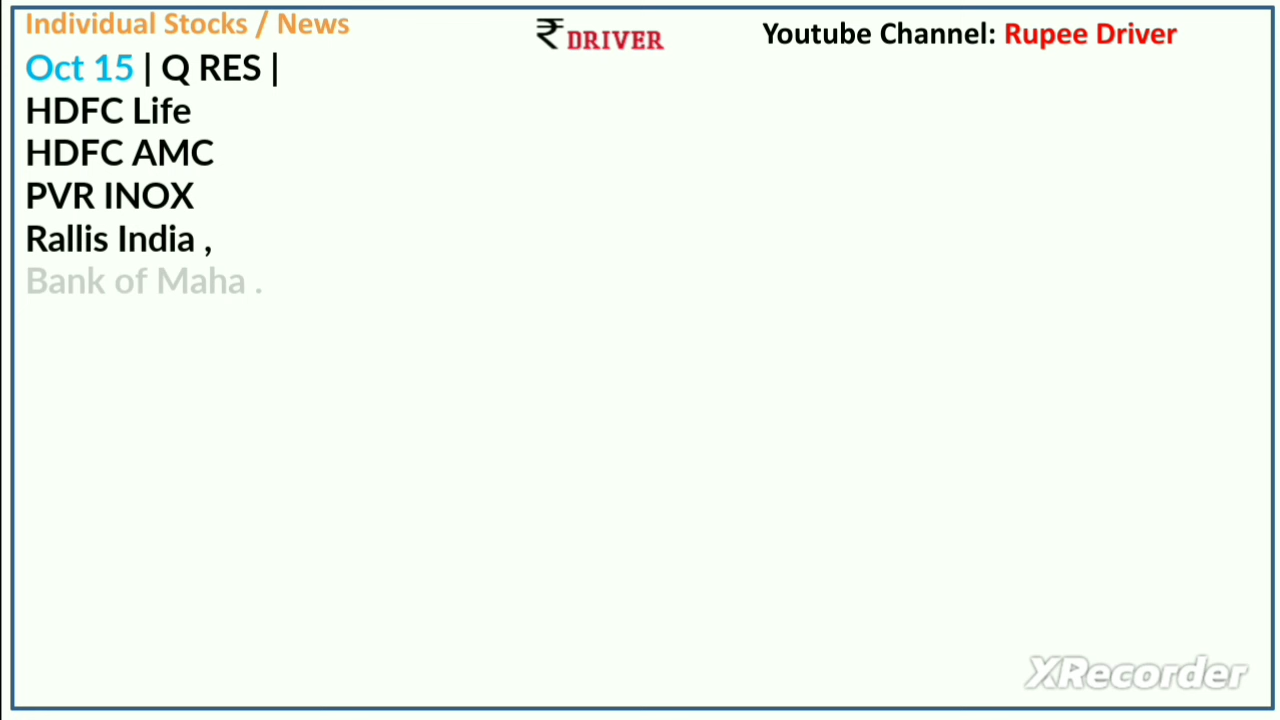 Individual Stocks / News
₹ DRIVER
Youtube Channel: Rupee Driver
Oct 15 | Q RES |
HDFC Life
HDFC AMC
PVR INOX
Rallis India ,
Bank of Maha .
XRecorder